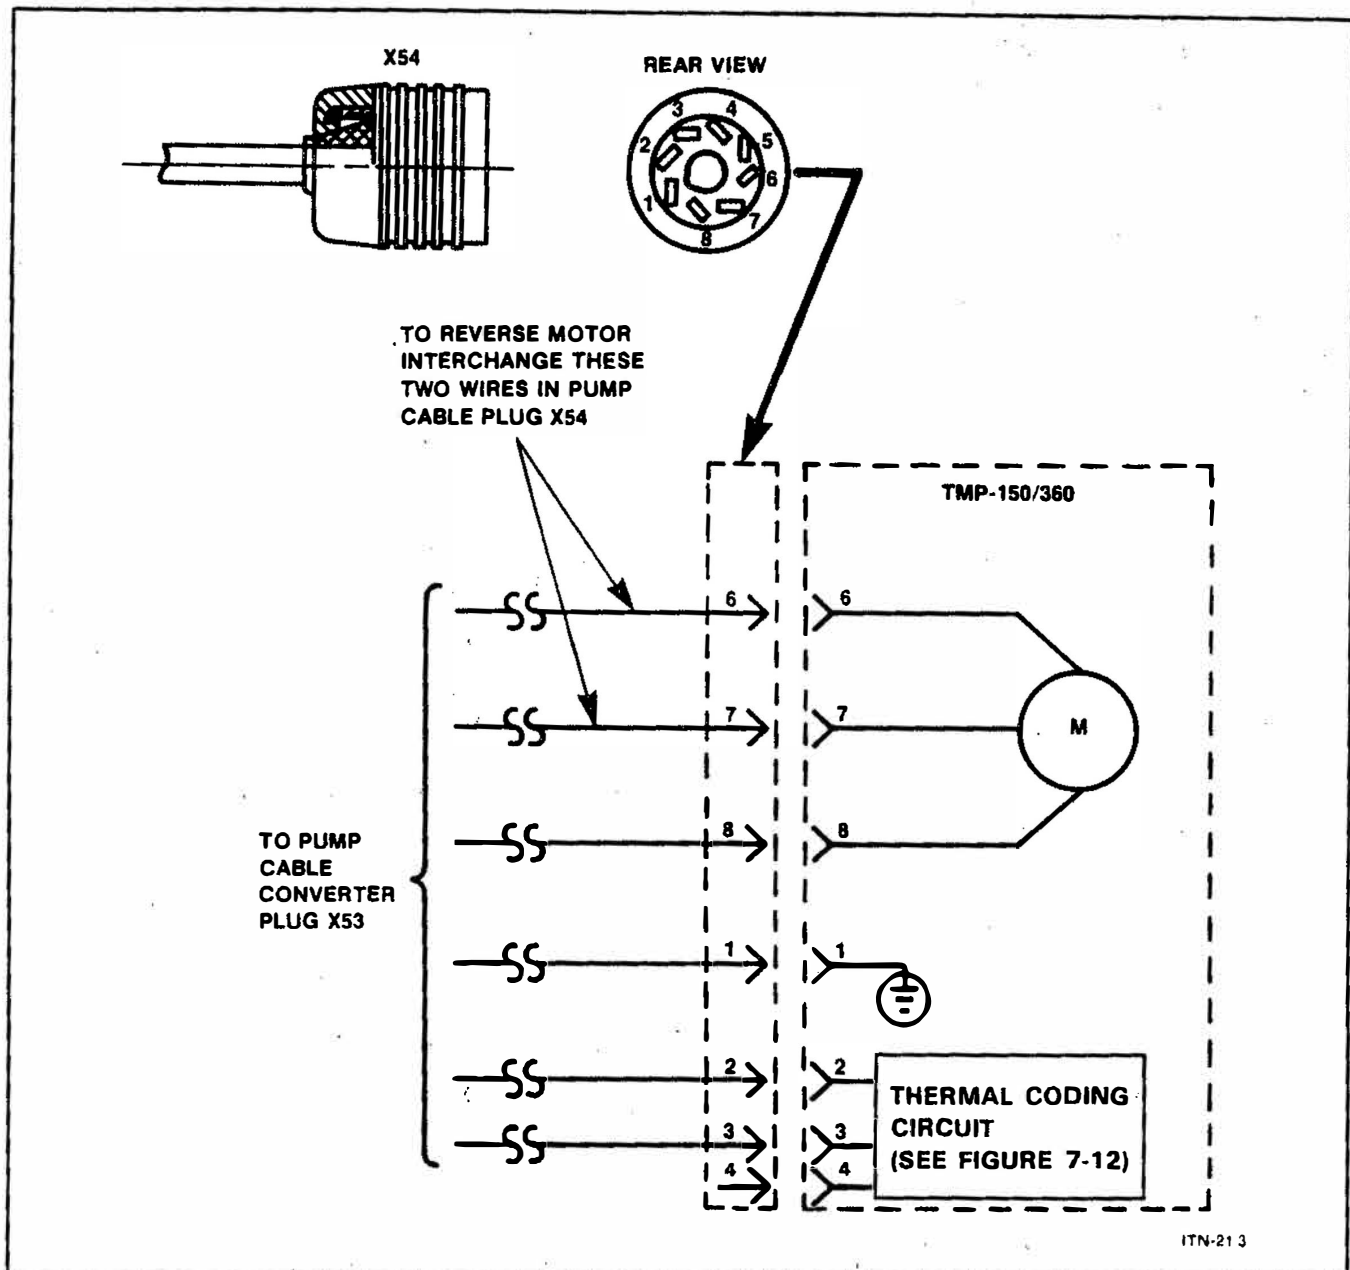 X54
REAR VIEW
3
4
2
5
6
1
7
8
TO REVERSE MOTOR
INTERCHANGE THESE
TWO WIRES IN PUMP
CABLE PLUG X54
TMP-150/360
6
6
7
7
M
8
8
TO PUMP
CABLE
CONVERTER
PLUG X53
1
1
2
2
3
3
4
4
THERMAL CODING
CIRCUIT
(SEE FIGURE 7-12)
ITN-213